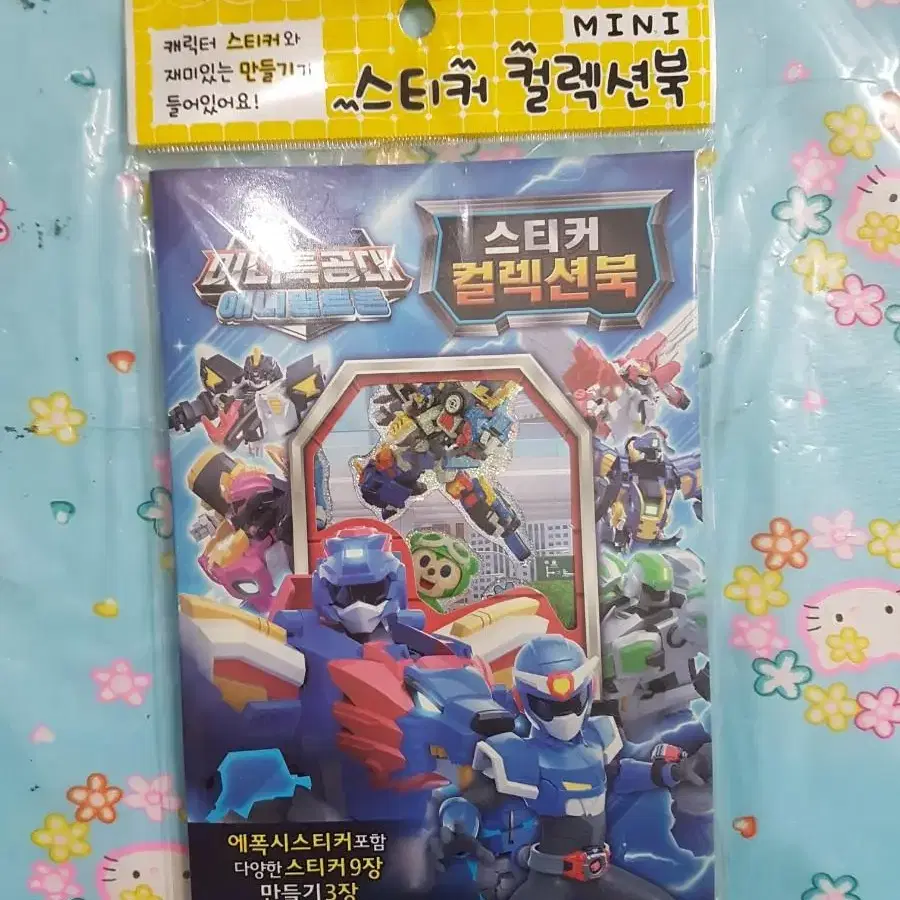 캐릭터 스티커와
재미있는 만들기가
들어있어요!
MINI
스티커 컬렉션북
미니특공대
애니멀트론
스티커
컬렉션북
에폭시스티커포함
다양한 스티커 9장
만들기 3장